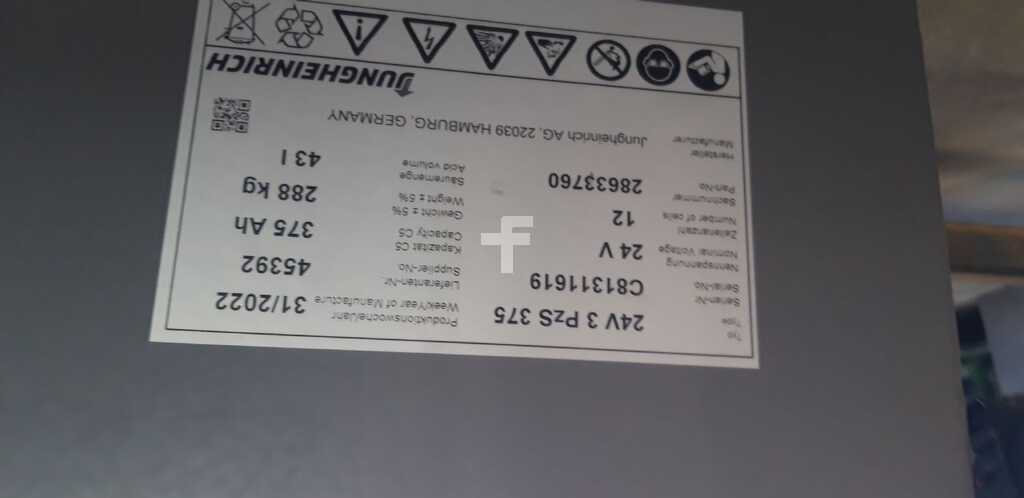 Typ
Type
24V 3 PzS 375
Produktionswoche/Jahr
Week/Year of Manufacture
31/2022
Serien-Nr
Serial-No.
C81311619
Lieferanten-Nr
Supplier-No.
45392
Nennspannung
Nominal Voltage
24 V
Kapazität C5
Capacity C5
375 Ah
Zellenanzahl
Number of cells
12
Gewicht ± 5%
Weight ± 5%
288 kg
Sachnummer
Part-No
28633760
Säuremenge
Acid volume
43 l
Hersteller
Manufacturer
Jungheinrich AG, 22039 HAMBURG, GERMANY
JUNGHEINRICH